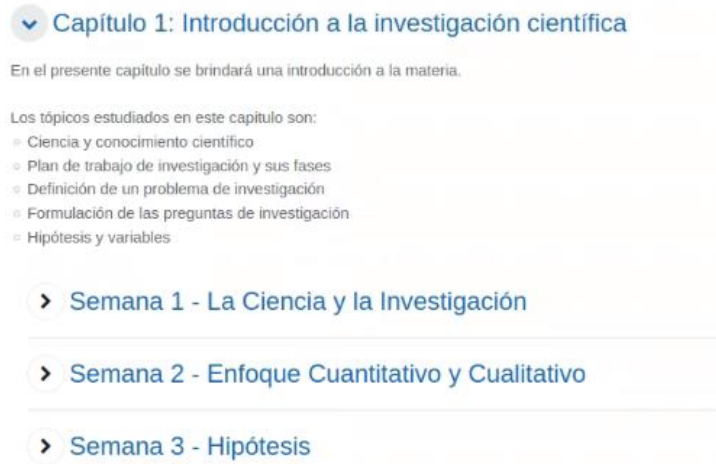 Capítulo 1: Introducción a la investigación científica
En el presente capítulo se brindará una introducción a la materia.
Los tópicos estudiados en este capitulo son:
Ciencia y conocimiento científico
Plan de trabajo de investigación y sus fases
Definición de un problema de investigación
Formulación de las preguntas de investigación
Hipótesis y variables
Semana 1 - La Ciencia y la Investigación
Semana 2 - Enfoque Cuantitativo y Cualitativo
Semana 3 - Hipótesis